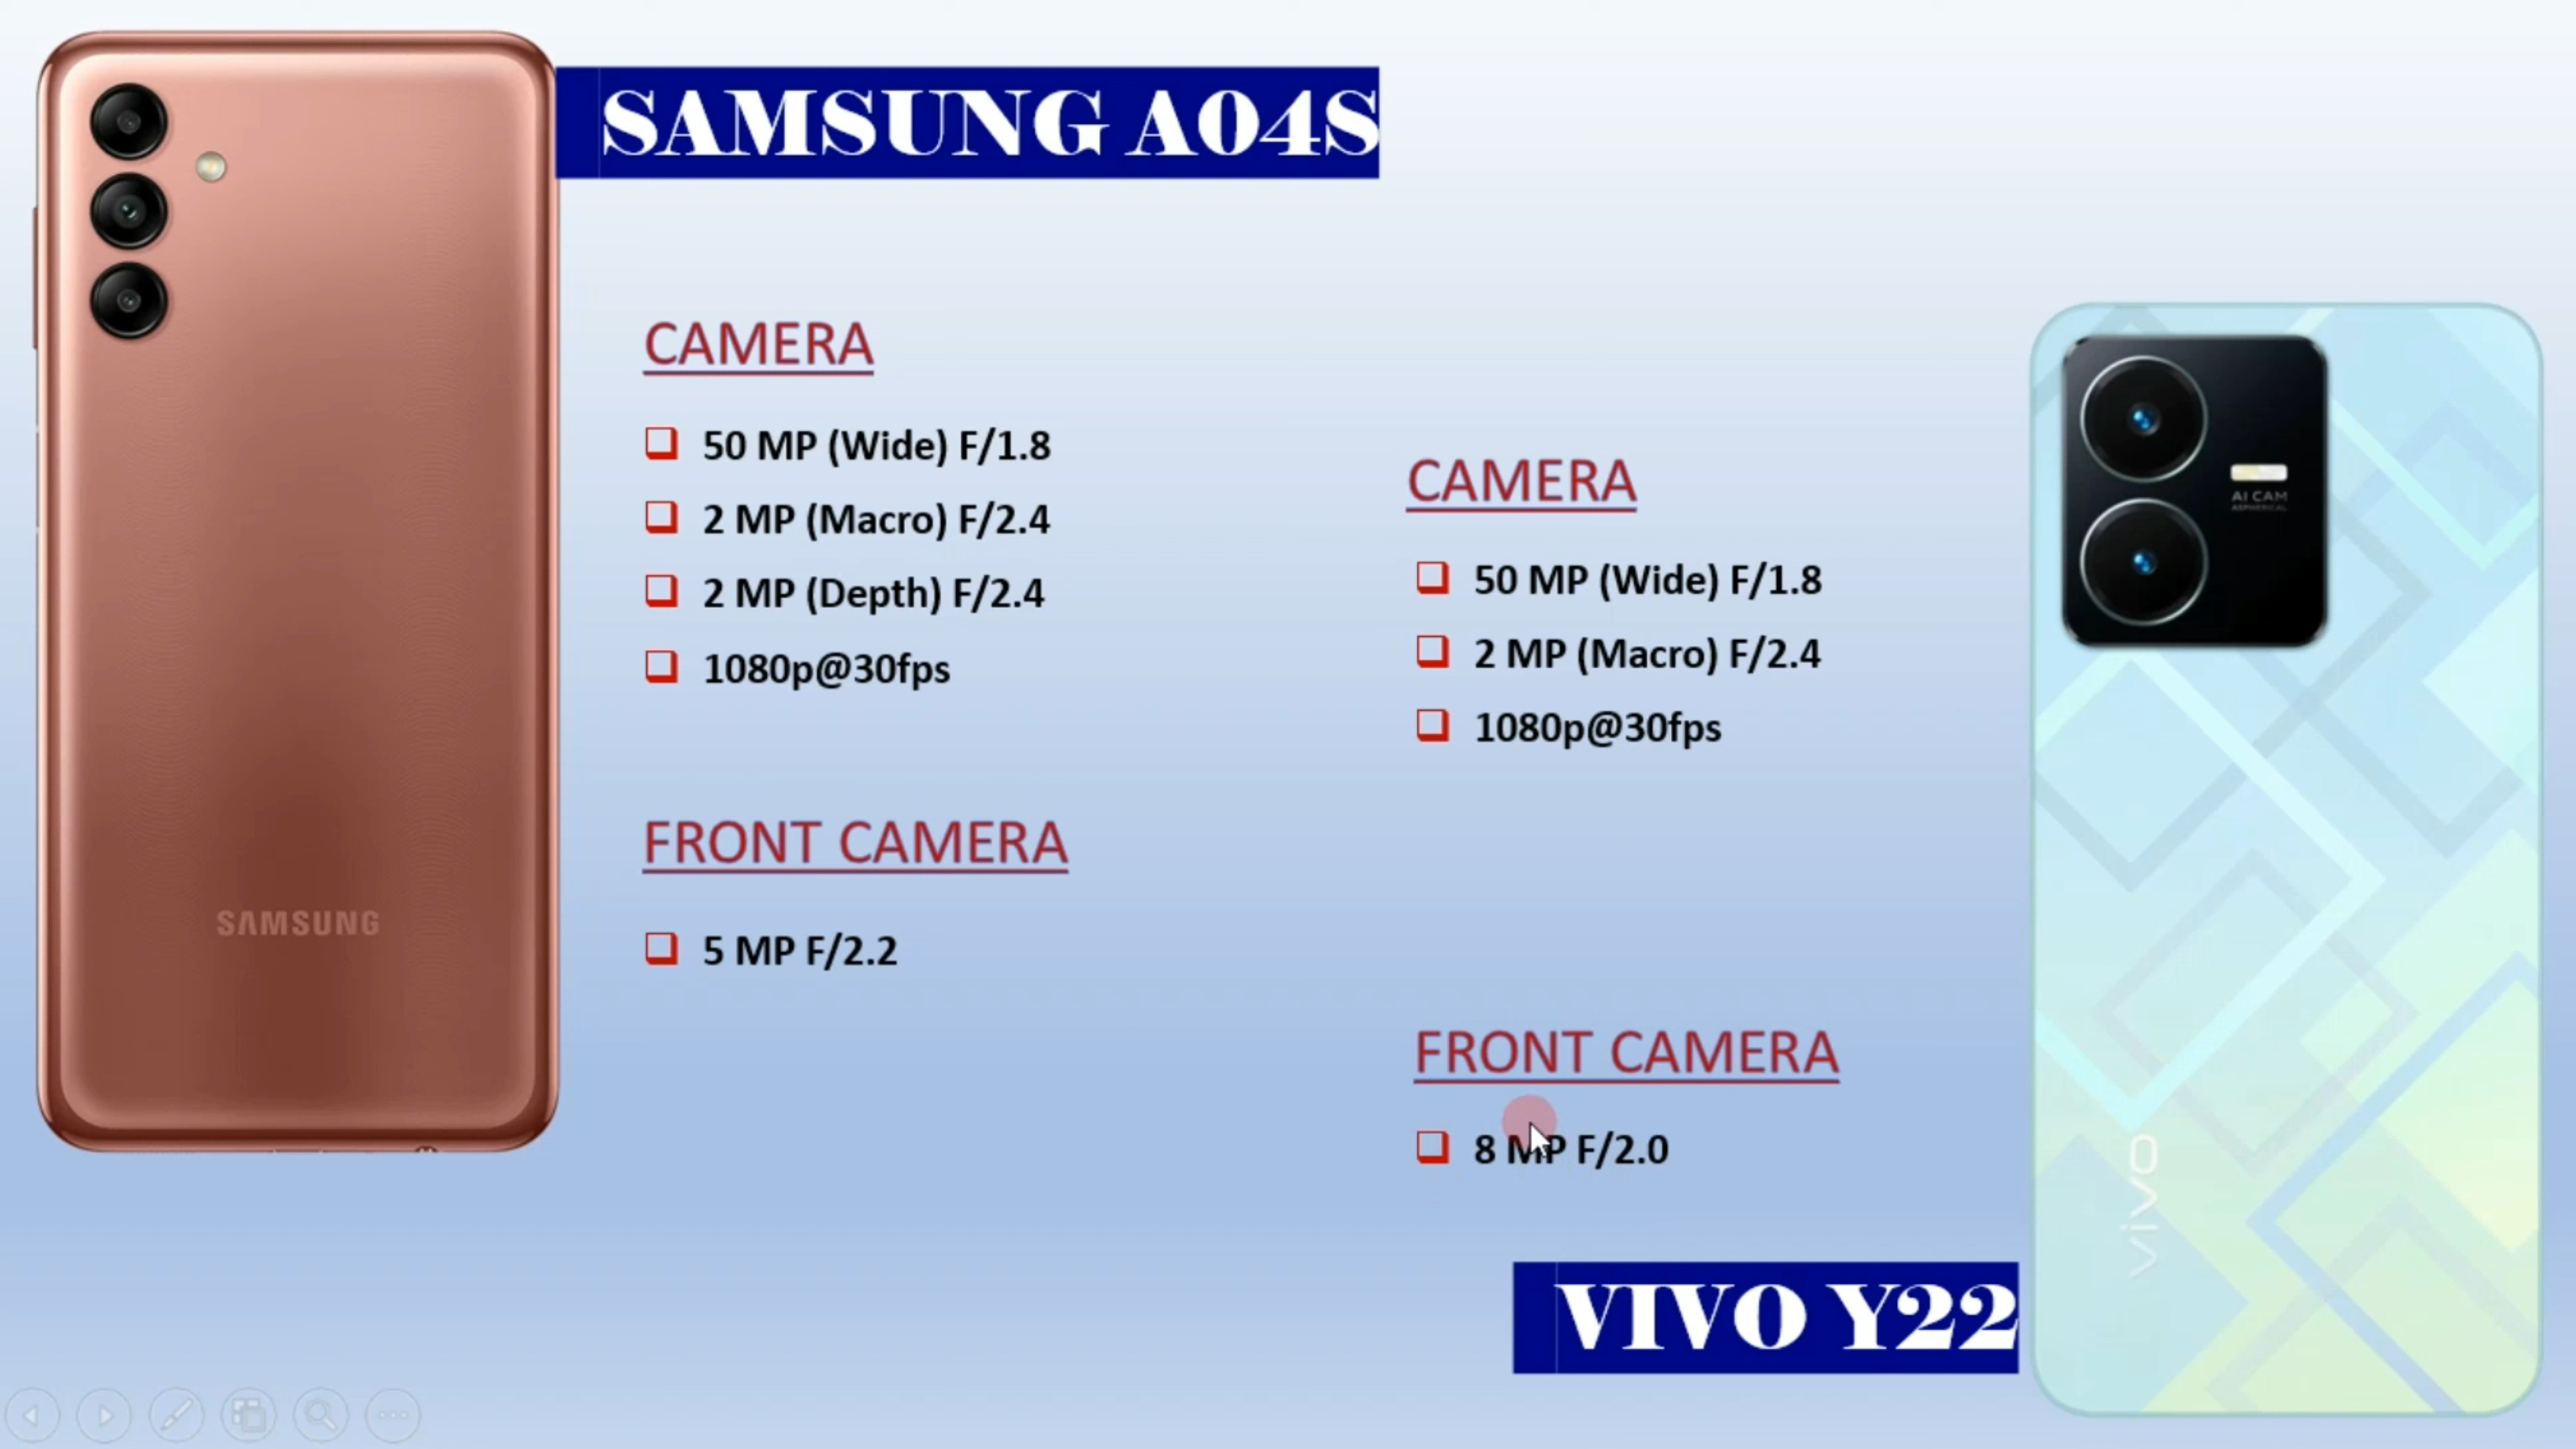 SAMSUNG A04S
CAMERA
50 MP (Wide) F/1.8
2 MP (Macro) F/2.4
2 MP (Depth) F/2.4
1080p@30fps
FRONT CAMERA
5 MP F/2.2
SAMSUNG
CAMERA
50 MP (Wide) F/1.8
2 MP (Macro) F/2.4
1080p@30fps
FRONT CAMERA
8 MP F/2.0
VIVO Y22
AI CAM
ASPHERICAL
vivo